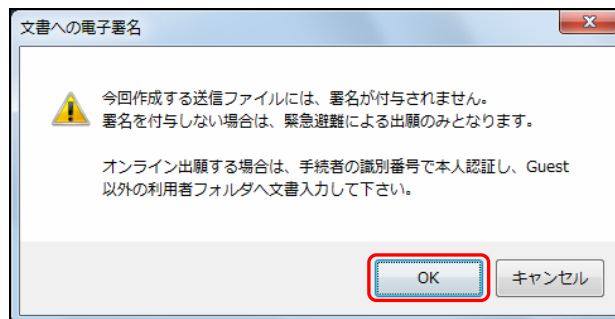 文書への電子署名
今回作成する送信ファイルには、署名が付与されません。
署名を付与しない場合は、緊急避難による出願のみとなります。
オンライン出願する場合は、手続者の識別番号で本人認証し、Guest
以外の利用者フォルダへ文書入力して下さい。
OK
キャンセル